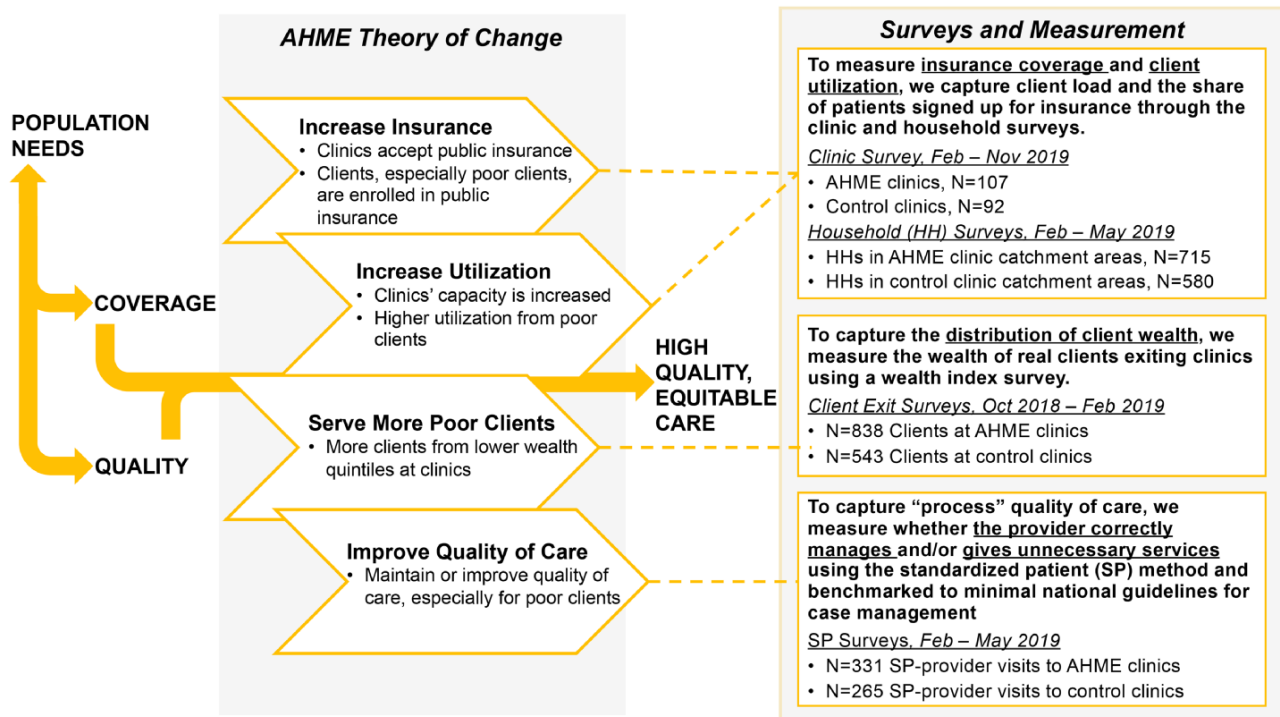 AHME Theory of Change
POPULATION
NEEDS
COVERAGE
QUALITY
Increase Insurance
• Clinics accept public insurance
• Clients, especially poor clients,
are enrolled in public
insurance
Increase Utilization
• Clinics’ capacity is increased
• Higher utilization from poor
clients
Serve More Poor Clients
• More clients from lower wealth
quintiles at clinics
Improve Quality of Care
• Maintain or improve quality of
care, especially for poor clients
HIGH
QUALITY,
EQUITABLE
CARE
Surveys and Measurement
To measure insurance coverage and client
utilization, we capture client load and the share
of patients signed up for insurance through the
clinic and household surveys.
Clinic Survey, Feb – Nov 2019
• AHME clinics, N=107
• Control clinics, N=92
Household (HH) Surveys, Feb – May 2019
• HHs in AHME clinic catchment areas, N=715
• HHs in control clinic catchment areas, N=580
To capture the distribution of client wealth, we
measure the wealth of real clients exiting clinics
using a wealth index survey.
Client Exit Surveys, Oct 2018 – Feb 2019
• N=838 Clients at AHME clinics
• N=543 Clients at control clinics
To capture “process” quality of care, we
measure whether the provider correctly
manages and/or gives unnecessary services
using the standardized patient (SP) method and
benchmarked to minimal national guidelines for
case management
SP Surveys, Feb – May 2019
• N=331 SP-provider visits to AHME clinics
• N=265 SP-provider visits to control clinics